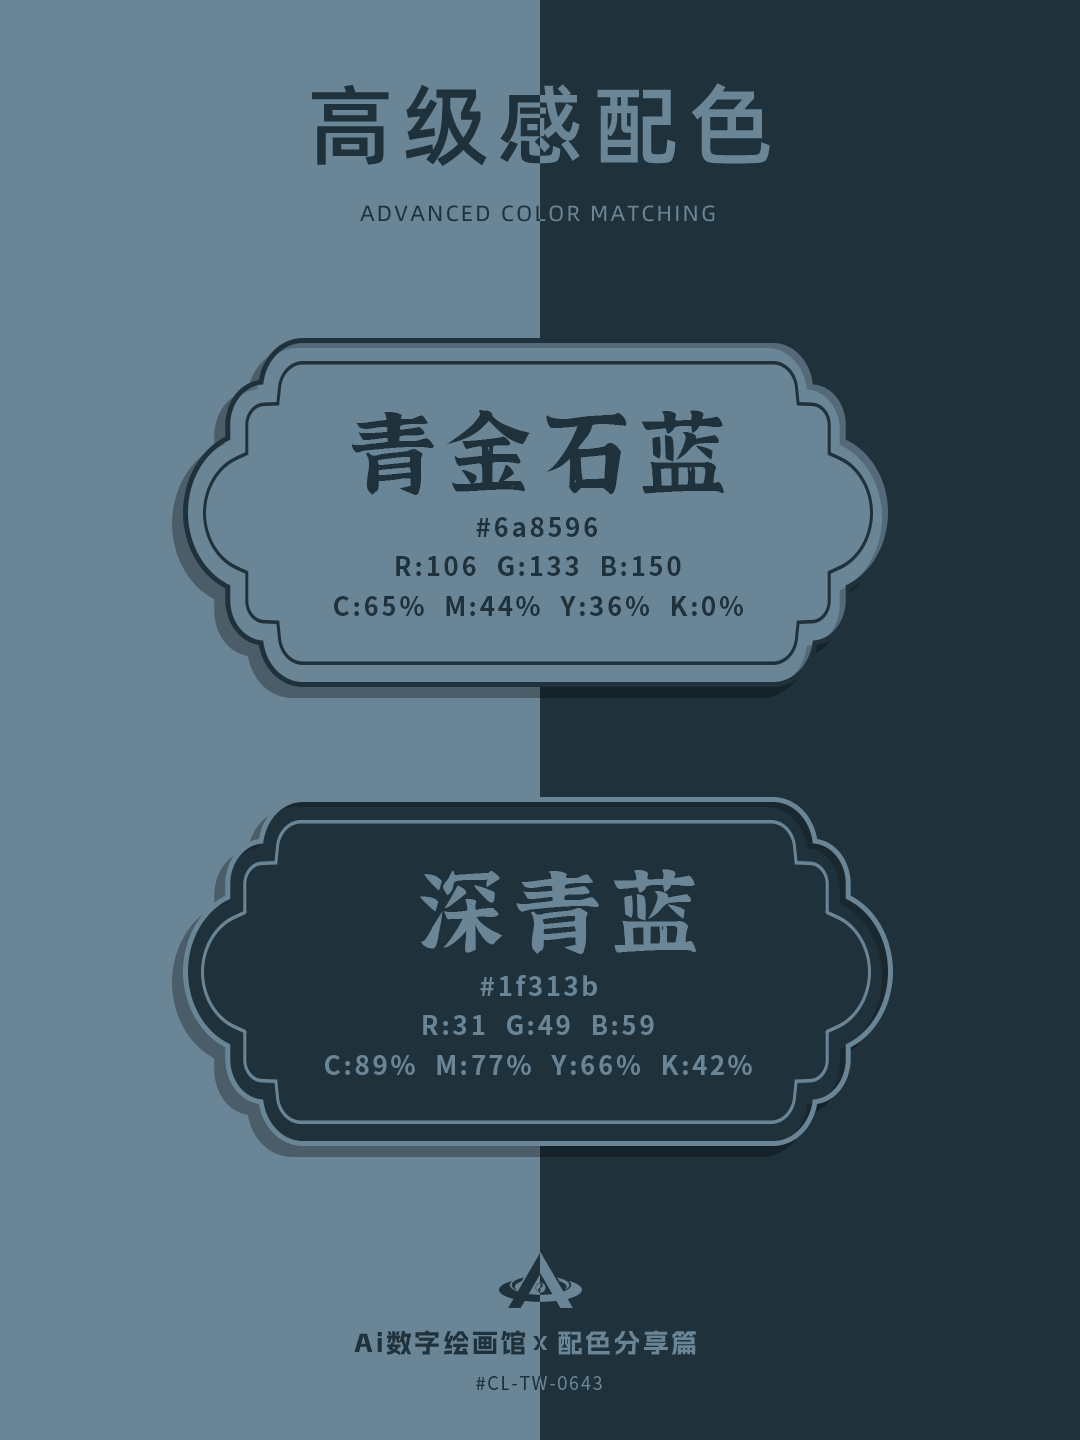 高级感配色
ADVANCED COLOR MATCHING
青金石蓝
#6a8596
R:106 G:133 B:150
C:65% M:44% Y:36% K:0%
深青蓝
#1f313b
R:31 G:49 B:59
C:89% M:77% Y:66% K:42%
Ai数字绘画馆 x 配色分享篇
#CL-TW-0643